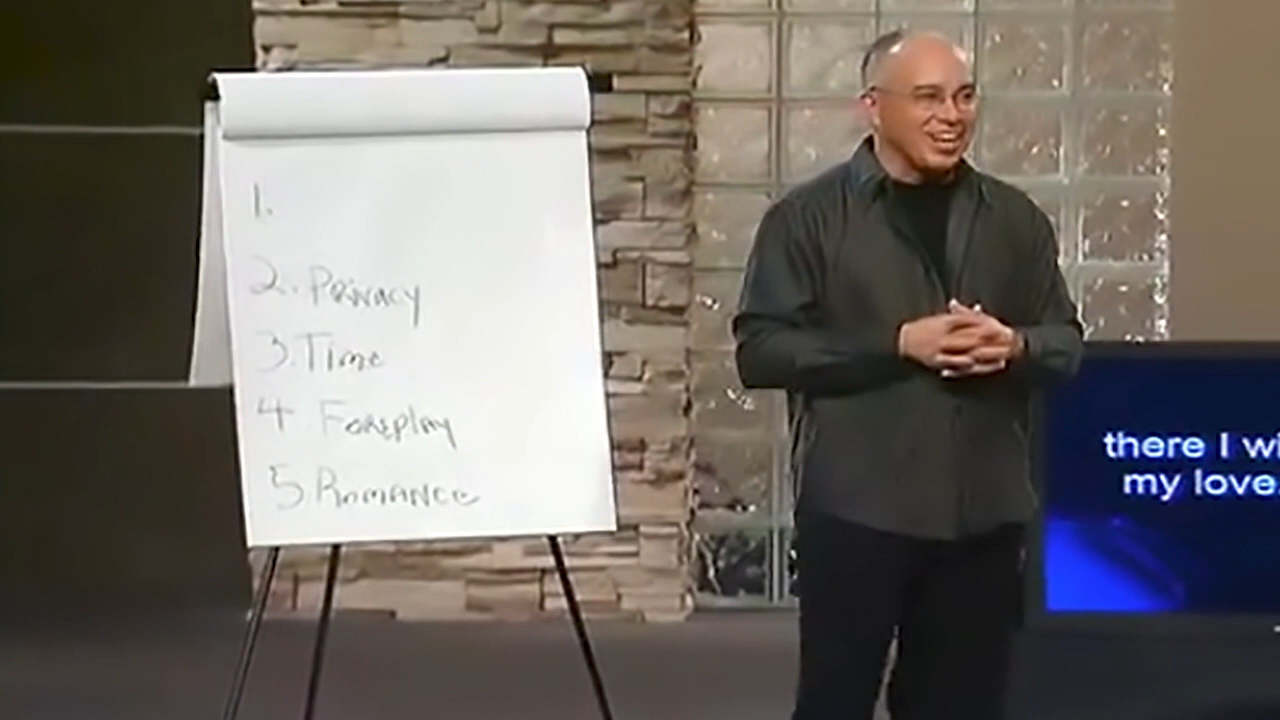 1.
2. Privacy
3. Time
4 Foreplay
5 Romance
there I wi
my love.